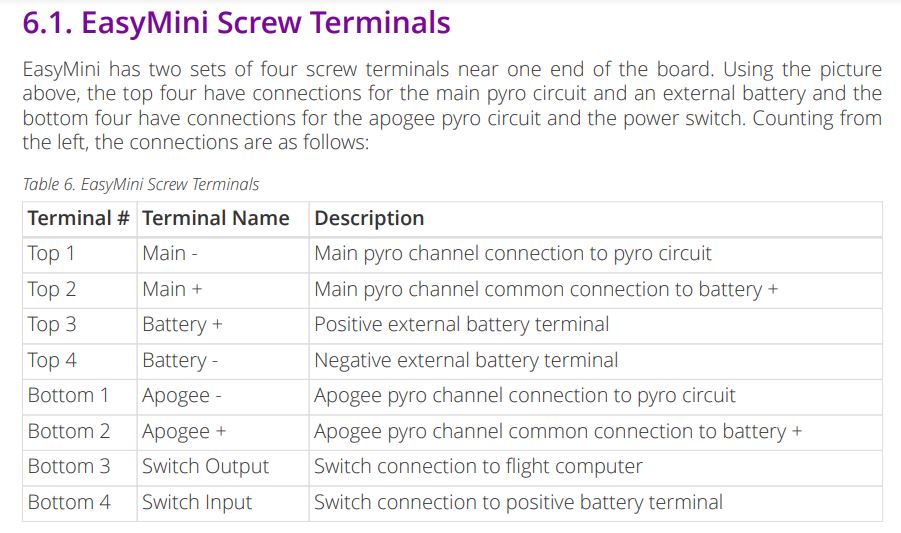 6.1. EasyMini Screw Terminals
EasyMini has two sets of four screw terminals near one end of the board. Using the picture
above, the top four have connections for the main pyro circuit and an external battery and the
bottom four have connections for the apogee pyro circuit and the power switch. Counting from
the left, the connections are as follows:
Table 6. EasyMini Screw Terminals
Terminal # Terminal Name Description
Top 1 Main - Main pyro channel connection to pyro circuit
Top 2 Main + Main pyro channel common connection to battery +
Top 3 Battery + Positive external battery terminal
Top 4 Battery - Negative external battery terminal
Bottom 1 Apogee - Apogee pyro channel connection to pyro circuit
Bottom 2 Apogee + Apogee pyro channel common connection to battery +
Bottom 3 Switch Output Switch connection to flight computer
Bottom 4 Switch Input Switch connection to positive battery terminal